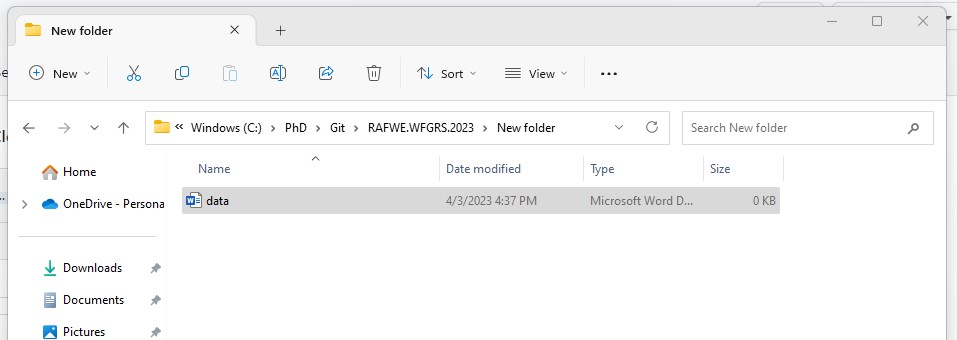 New folder
New
Sort
View
Windows (C:) PhD Git RAFWE.WFGRS.2023 New folder
Search New folder
Name Date modified Type Size
data 4/3/2023 4:37 PM Microsoft Word D... 0 KB
Home
OneDrive - Persona
Downloads
Documents
Pictures